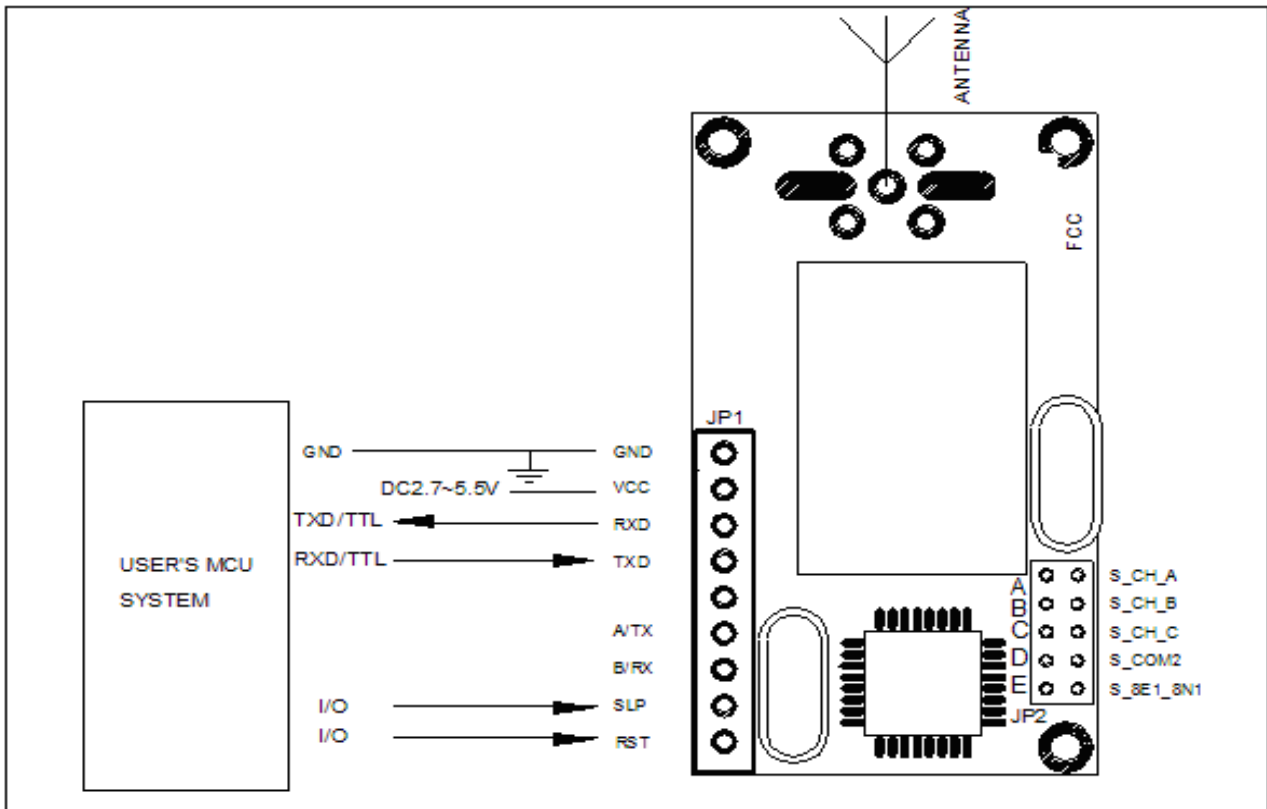 ANTENNA
FCC
JP1
GND GND
DC2.7~5.5V VCC
TXD/TTL RXD
RXD/TTL TXD
USER'S MCU
SYSTEM
A/TX
B/RX
I/O SLP
I/O RST
A S_CH_A
B S_CH_B
C S_CH_C
D S_COM2
E S_8E1_8N1
JP2